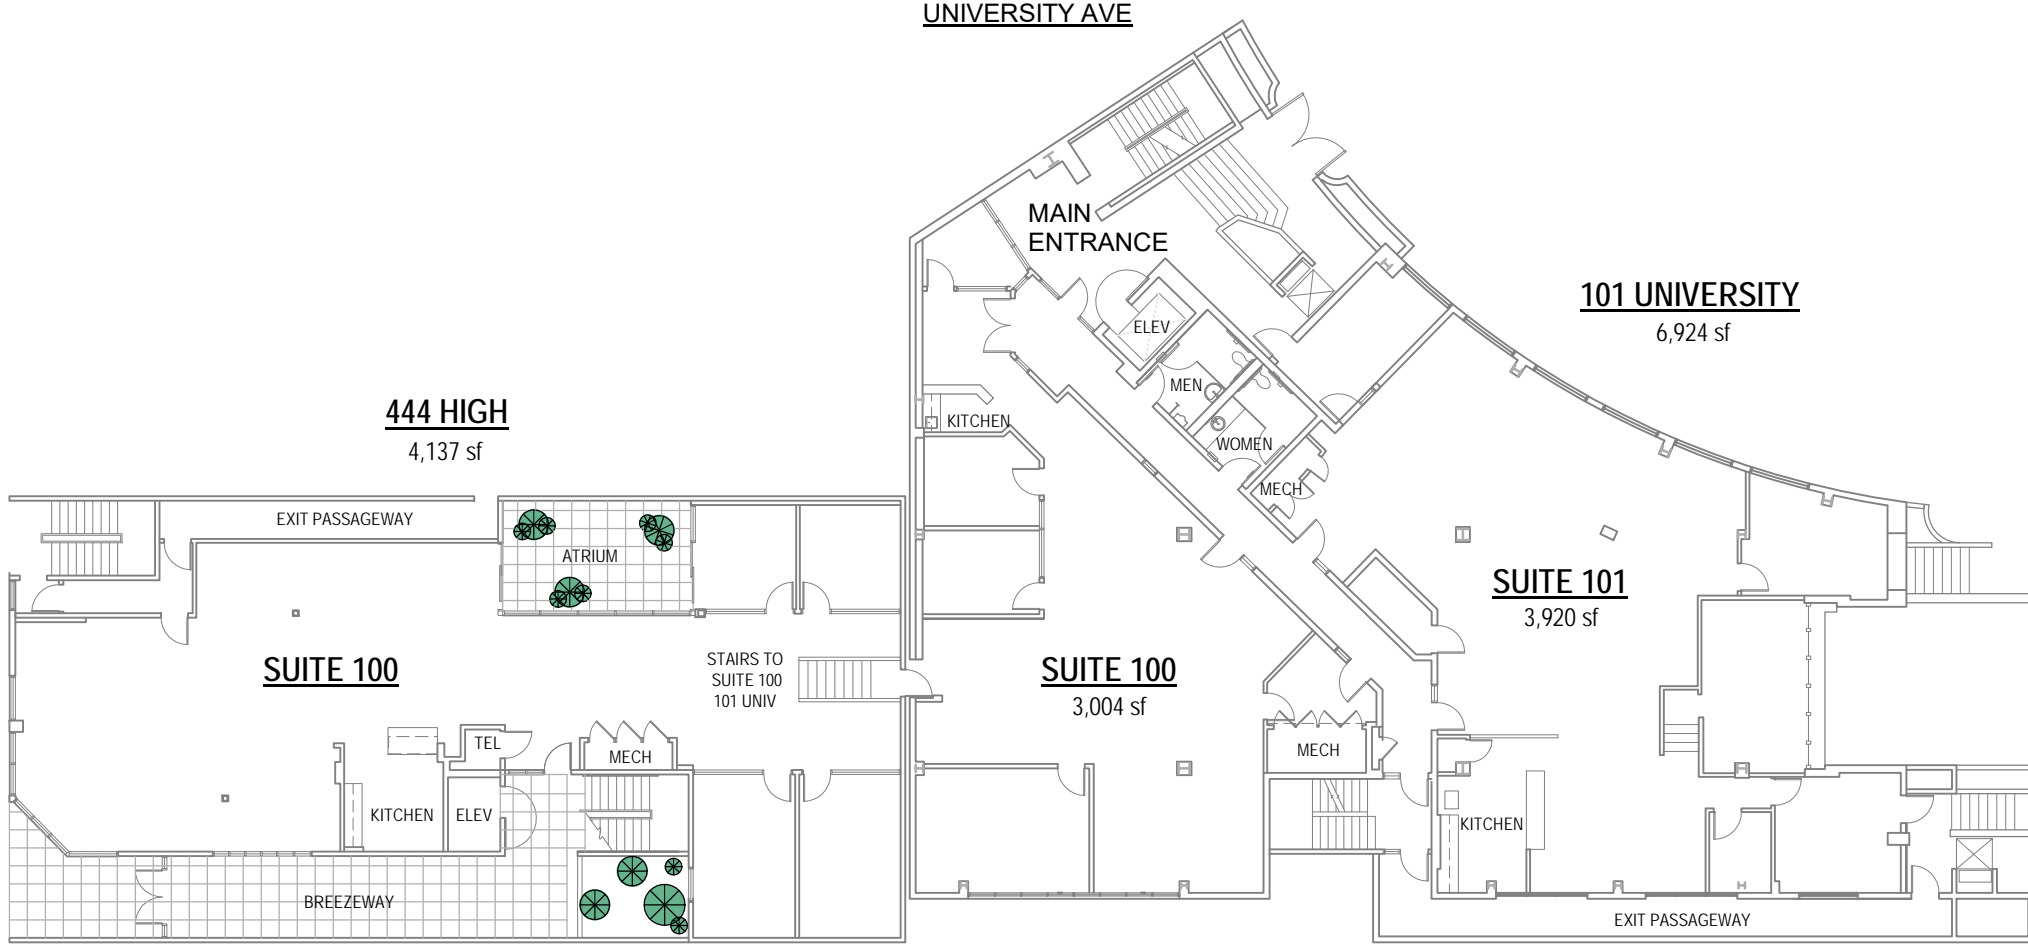 UNIVERSITY AVE
MAIN
ENTRANCE
101 UNIVERSITY
6,924 sf
ELEV
MEN
WOMEN
MECH
KITCHEN
444 HIGH
4,137 sf
EXIT PASSAGEWAY
ATRIUM
SUITE 100
STAIRS TO
SUITE 100
101 UNIV
TEL
MECH
KITCHEN
ELEV
BREEZEWAY
SUITE 100
3,004 sf
MECH
SUITE 101
3,920 sf
KITCHEN
EXIT PASSAGEWAY